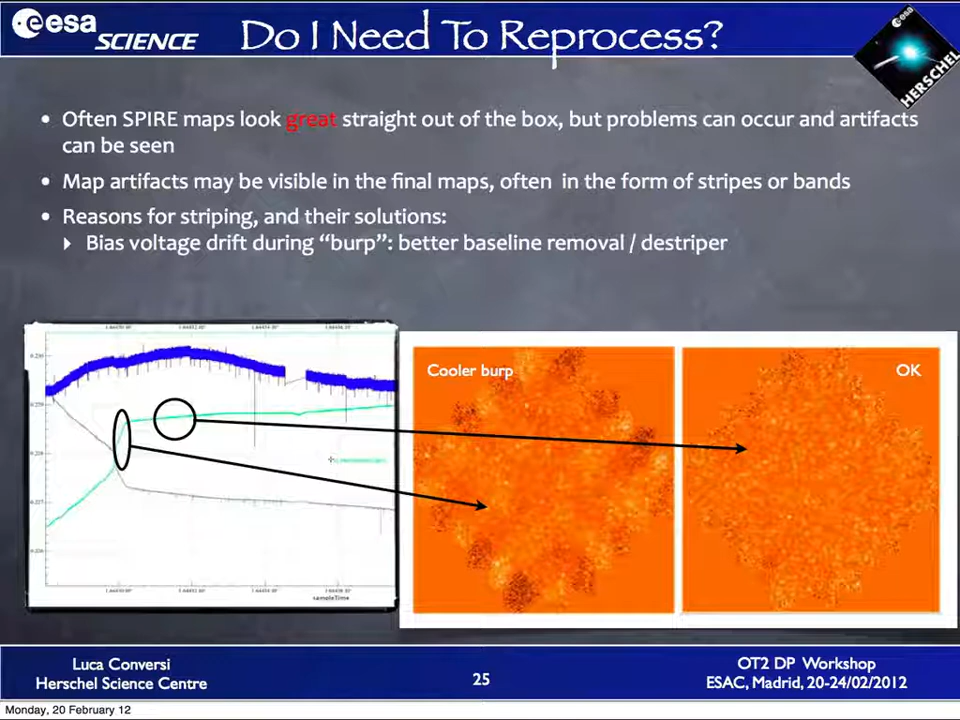 esa
SCIENCE
Do I Need To Reprocess?
HERSCHEL
• Often SPIRE maps look great straight out of the box, but problems can occur and artifacts
can be seen
• Map artifacts may be visible in the final maps, often in the form of stripes or bands
• Reasons for striping, and their solutions:
Bias voltage drift during “burp”: better baseline removal / destriper
sampleTime
Cooler burp
OK
Luca Conversi
Herschel Science Centre
25
OT2 DP Workshop
ESAC, Madrid, 20-24/02/2012
Monday, 20 February 12